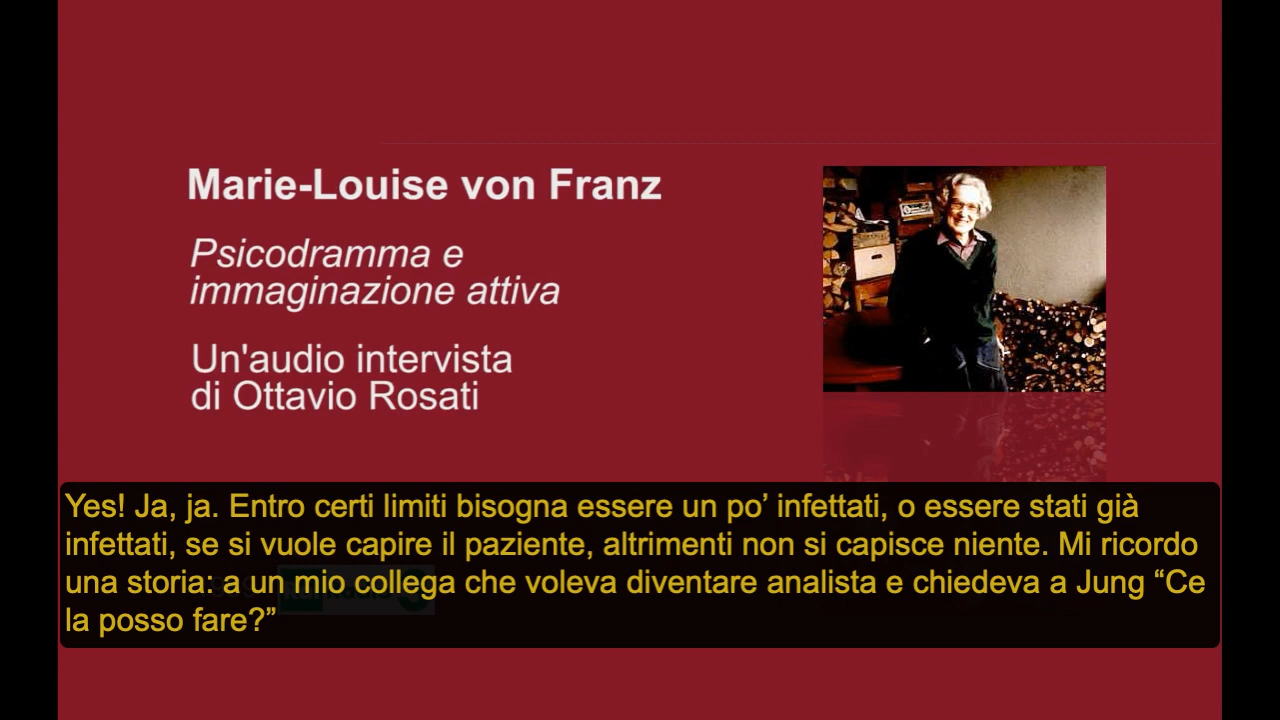 Marie-Louise von Franz
Psicodramma e
immaginazione attiva
Un'audio intervista
di Ottavio Rosati
Yes! Ja, ja. Entro certi limiti bisogna essere un po’ infettati, o essere stati già
infettati, se si vuole capire il paziente, altrimenti non si capisce niente. Mi ricordo
una storia: a un mio collega che voleva diventare analista e chiedeva a Jung “Ce
la posso fare?”